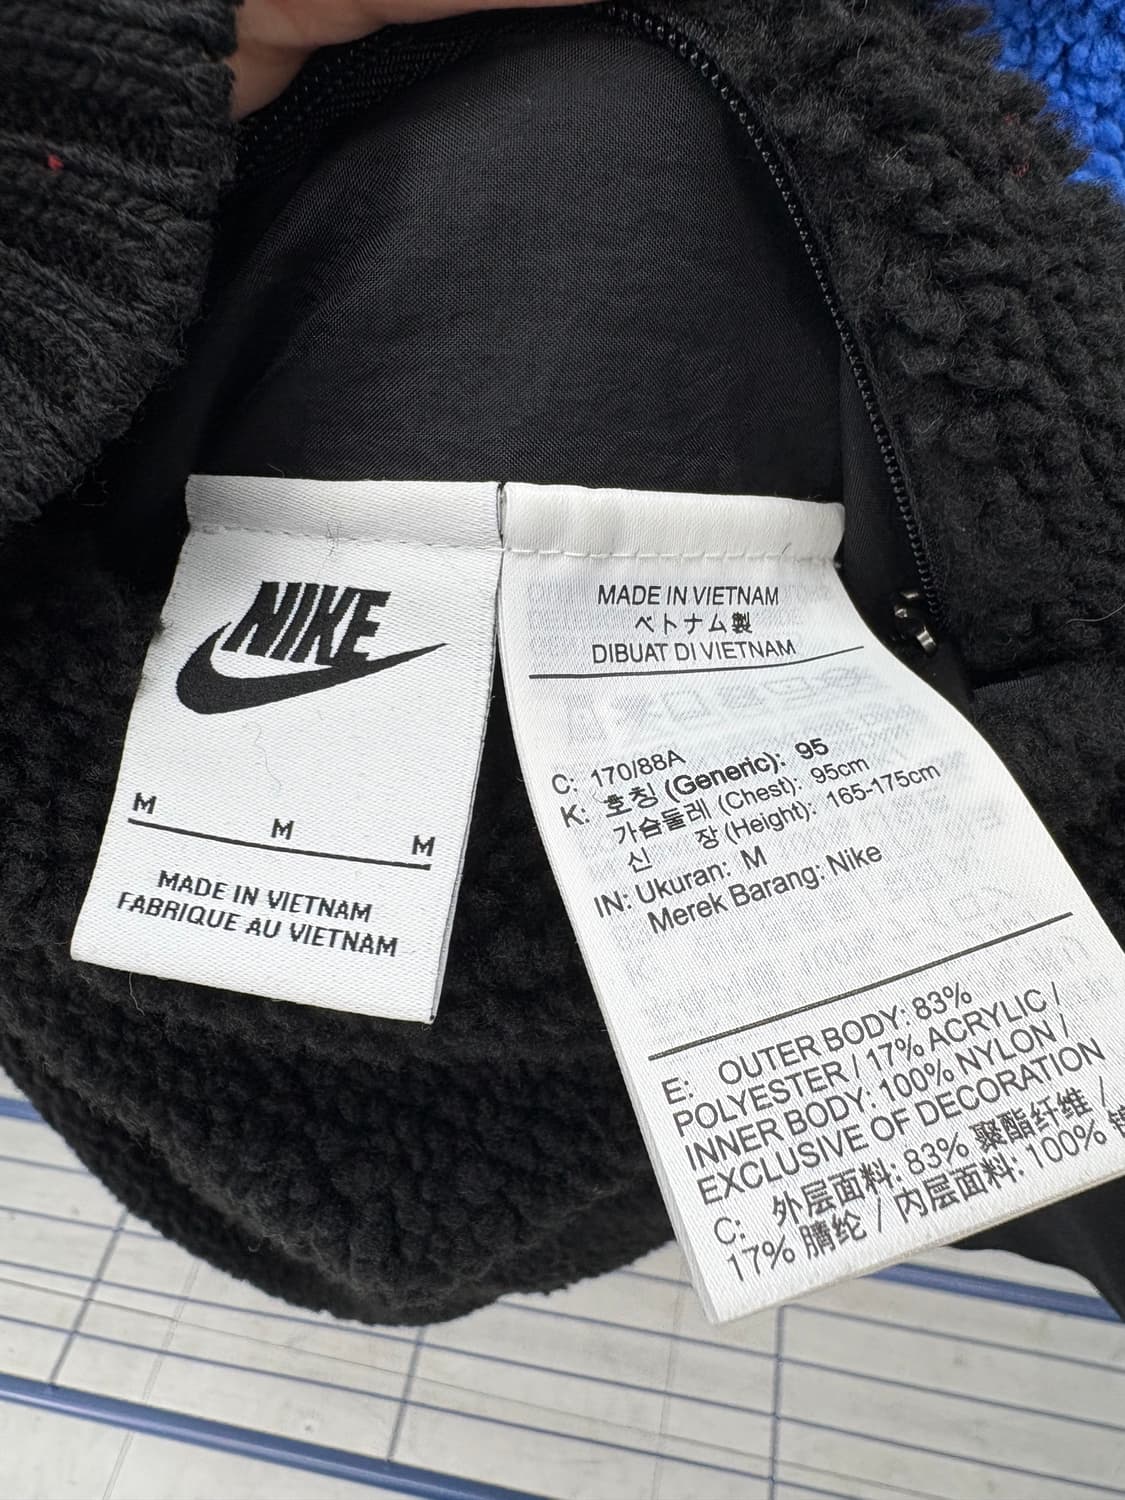 NIKE
M
M
M
MADE IN VIETNAM
FABRIQUE AU VIETNAM
MADE IN VIETNAM
ベトナム製
DIBUAT DI VIETNAM
C: 170/88A
K: 호칭 (Generic): 95
가슴둘레 (Chest): 95cm
신 장 (Height): 165-175cm
IN: Ukuran: M
Merek Barang: Nike
E: OUTER BODY: 83%
POLYESTER / 17% ACRYLIC /
INNER BODY: 100% NYLON /
EXCLUSIVE OF DECORATION
C: 外层面料: 83% 聚酯纤维 /
17% 腈纶 / 内层面料: 100%